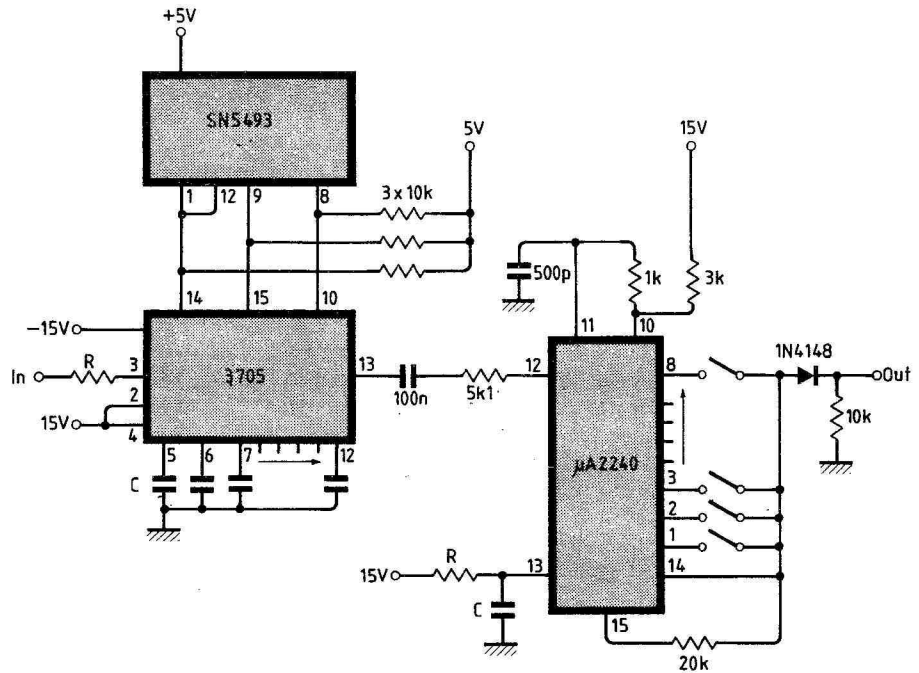 +5V
SN5493
5V
15V
1 12 9 8
3 x 10k
500p
1k
3k
14 15 10
11 10
-15V
In
R
3
3705
13
100n
5k1
12
8
1N4148
Out
10k
2
15V
4
5 6 7 12
C
µA2240
3
2
1
15V
R
13
14
C
15
20k